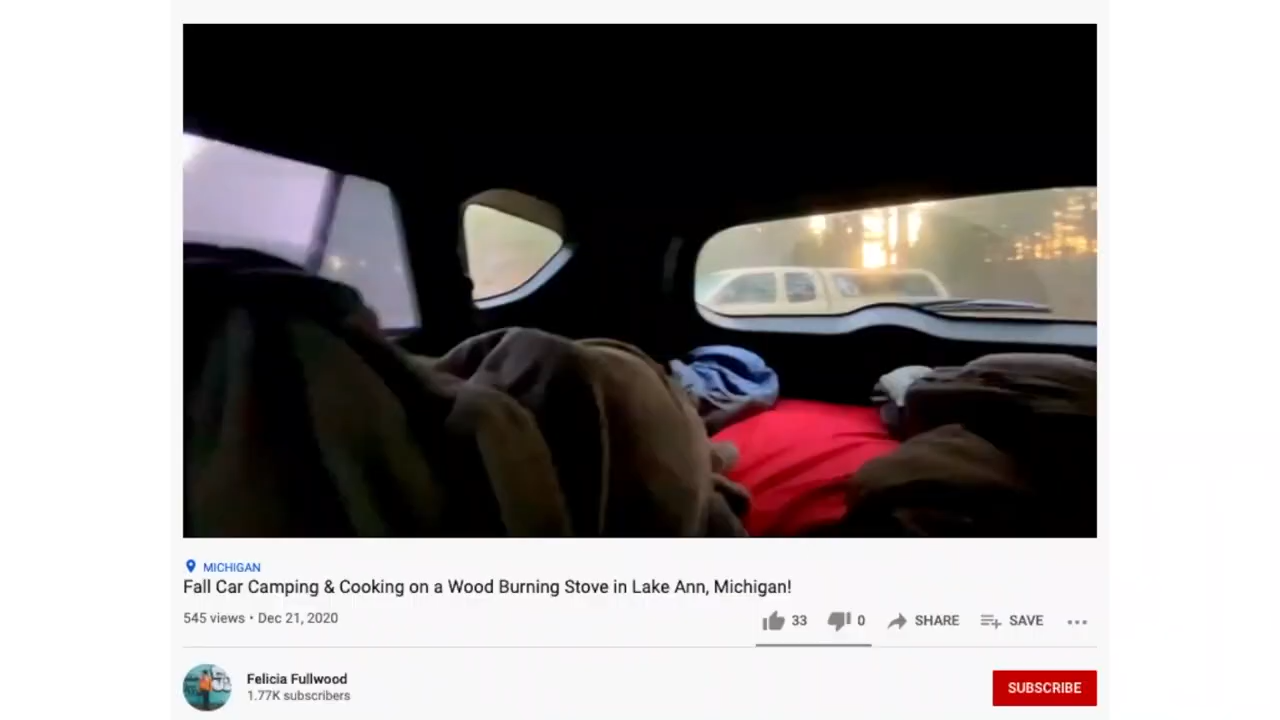 MICHIGAN
Fall Car Camping & Cooking on a Wood Burning Stove in Lake Ann, Michigan!
545 views • Dec 21, 2020
33 0 SHARE SAVE
Felicia Fullwood
1.77K subscribers
SUBSCRIBE